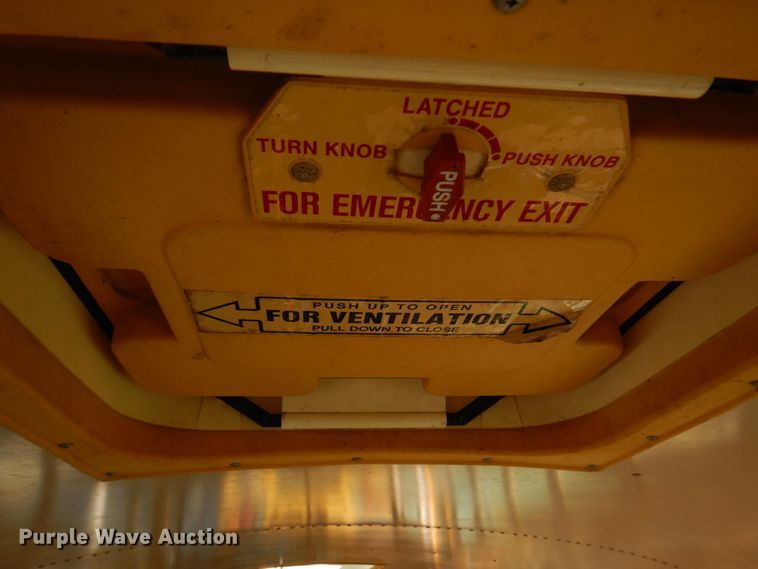 LATCHED
TURN KNOB
PUSH KNOB
PUSH
FOR EMERGENCY EXIT
PUSH UP TO OPEN
FOR VENTILATION
PULL DOWN TO CLOSE
Purple Wave Auction